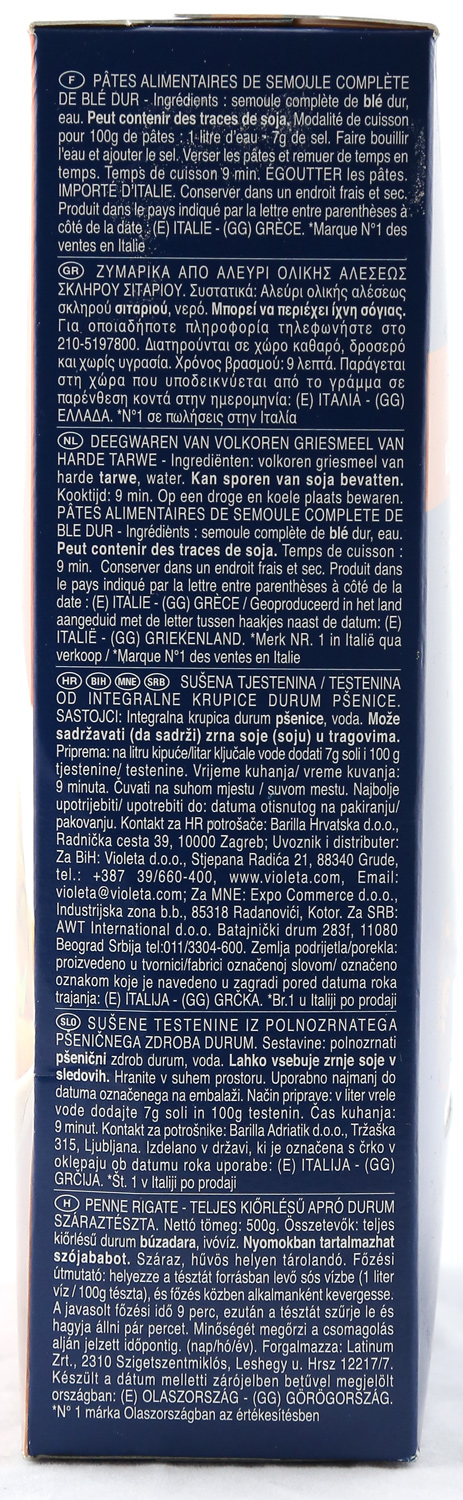 F PÂTES ALIMENTAIRES DE SEMOULE COMPLÈTE
DE BLÉ DUR - Ingrédients : semoule complète de blé dur,
eau. Peut contenir des traces de soja. Modalité de cuisson
pour 100g de pâtes : 1 litre d'eau - 7g de sel. Faire bouillir
l'eau et ajouter le sel. Verser les pâtes et remuer de temps en
temps. Temps de cuisson 9 min. ÉGOUTTER les pâtes.
IMPORTÉ D'ITALIE. Conserver dans un endroit frais et sec.
Produit dans le pays indiqué par la lettre entre parenthèses à
côté de la date : (E) ITALIE - (GG) GRÈCE. *Marque N°1 des
ventes en Italie
GR ΖΥΜΑΡΙΚΑ ΑΠΟ ΑΛΕΥΡΙ ΟΛΙΚΗΣ ΑΛΕΣΕΩΣ
ΣΚΛΗΡΟΥ ΣΙΤΑΡΙΟΥ. Συστατικά: Αλεύρι ολικής αλέσεως
σκληρού σιταριού, νερό. Μπορεί να περιέχει ίχνη σόγιας.
Για οποιαδήποτε πληροφορία τηλεφωνήστε στο
210-5197800. Διατηρούνται σε χώρο καθαρό, δροσερό
και χωρίς υγρασία. Χρόνος βρασμού: 9 λεπτά. Παράγεται
στη χώρα που υποδεικνύεται από το γράμμα σε
παρένθεση κοντά στην ημερομηνία: (E) ΙΤΑΛΙΑ - (GG)
ΕΛΛΑΔΑ. *N°1 σε πωλήσεις στην Ιταλία
NL DEEGWAREN VAN VOLKOREN GRIESMEEL VAN
HARDE TARWE - Ingrediënten: volkoren griesmeel van
harde tarwe, water. Kan sporen van soja bevatten.
Kooktijd: 9 min. Op een droge en koele plaats bewaren.
PÂTES ALIMENTAIRES DE SEMOULE COMPLETE DE
BLE DUR - Ingrédiènts : semoule complète de blé dur, eau.
Peut contenir des traces de soja. Temps de cuisson :
9 min. Conserver dans un endroit frais et sec. Produit dans
le pays indiqué par la lettre entre parenthèses à côté de la
date : (E) ITALIE - (GG) GRÈCE / Geoproduceerd in het land
aangeduid met de letter tussen haakjes naast de datum: (E)
ITALIË - (GG) GRIEKENLAND. *Merk NR. 1 in Italië qua
verkoop / *Marque N°1 des ventes en Italie
HR BIH MNE SRB SUŠENA TJESTENINA / TESTENINA
OD INTEGRALNE KRUPICE DURUM PŠENICE.
SASTOJCI: Integralna krupica durum pšenice, voda. Može
sadržavati (da sadrži) zrna soje (soju) u tragovima.
Priprema: na litru kipuće/litar ključale vode dodati 7g soli i 100 g
tjestenine/ testenine. Vrijeme kuhanja/ vreme kuvanja:
9 minuta. Čuvati na suhom mjestu / suvom mestu. Najbolje
upotrijebiti/ upotrebiti do: datuma otisnutog na pakiranju/
pakovanju. Kontakt za HR potrošače: Barilla Hrvatska d.o.o.,
Radnička cesta 39, 10000 Zagreb; Uvoznik i distributer:
Za BiH: Violeta d.o.o., Stjepana Radića 21, 88340 Grude,
tel.: +387 39/660-400, www.violeta.com, Email:
violeta@violeta.com; Za MNE: Expo Commerce d.o.o.,
Industrijska zona b.b., 85318 Radanovići, Kotor. Za SRB:
AWT International d.o.o. Batajnički drum 283f, 11080
Beograd Srbija tel:011/3304-600. Zemlja podrijetla/porekla:
proizvedeno u tvornici/fabrici označenoj slovom/ označeno
oznakom koje je navedeno u zagradi pored datuma roka
trajanja: (E) ITALIJA - (GG) GRČKA. *Br.1 u Italiji po prodaji
SLO SUŠENE TESTENINE IZ POLNOZRNATEGA
PŠENIČNEGA ZDROBA DURUM. Sestavine: polnozrnati
pšenični zdrob durum, voda. Lahko vsebuje zrnje soje v
sledovih. Hranite v suhem prostoru. Uporabno najmanj do
datuma označenega na embalaži. Način priprave: v liter vrele
vode dodajte 7g soli in 100g testenin. Čas kuhanja:
9 minut. Kontakt za potrošnike: Barilla Adriatik d.o.o., Tržaška
315, Ljubljana. Izdelano v državi, ki je označena s črko v
oklepaju ob datumu roka uporabe: (E) ITALIJA - (GG)
GRČIJA. *Št. 1 v Italiji po prodaji
H PENNE RIGATE - TELJES KIŐRLÉSŰ APRÓ DURUM
SZÁRAZTÉSZTA. Nettó tömeg: 500g. Összetevők: teljes
kiőrlésű durum búzadara, ivóvíz. Nyomokban tartalmazhat
szójababot. Száraz, hűvös helyen tárolandó. Főzési
útmutató: helyezze a tésztát forrásban levő sós vízbe (1 liter
víz / 100g tészta), és főzés közben alkalmanként kevergesse.
A javasolt főzési idő 9 perc, ezután a tésztát szűrje le és
hagyja állni pár percet. Minőségét megőrzi a csomagolás
alján jelzett időpontig. (nap/hó/év). Forgalmazza: Latinum
Zrt., 2310 Szigetszentmiklós, Leshegy u. Hrsz 12217/7.
Készült a dátum melletti zárójelben betűvel megjelölt
országban: (E) OLASZORSZÁG - (GG) GÖRÖGORSZÁG.
*N° 1 márka Olaszországban az értékesítésben